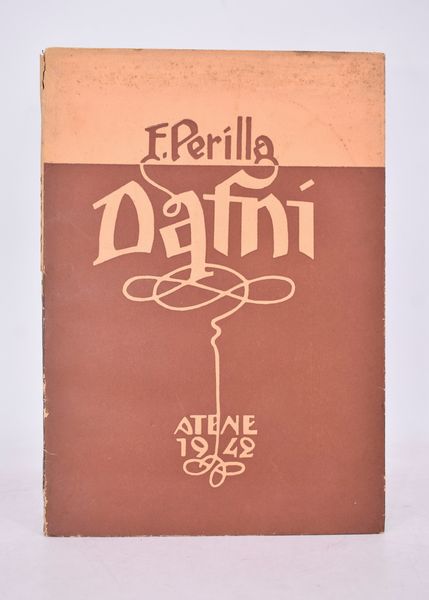 F. Perilla
Dafni
ATENE
1942